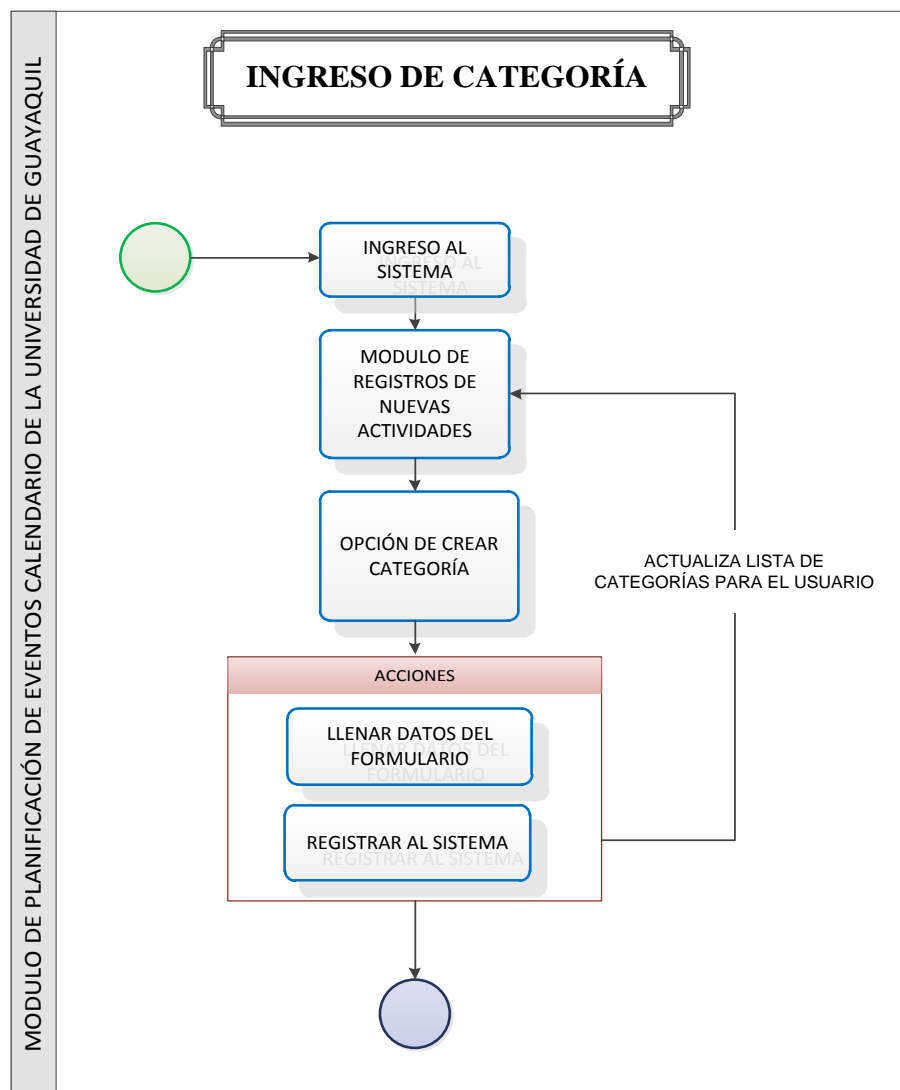 MODULO DE PLANIFICACIÓN DE EVENTOS CALENDARIO DE LA UNIVERSIDAD DE GUAYAQUIL
INGRESO DE CATEGORÍA
INGRESO AL
SISTEMA
MODULO DE
REGISTROS DE
NUEVAS
ACTIVIDADES
OPCIÓN DE CREAR
CATEGORÍA
ACTUALIZA LISTA DE
CATEGORÍAS PARA EL USUARIO
ACCIONES
LLENAR DATOS DEL
FORMULARIO
REGISTRAR AL SISTEMA